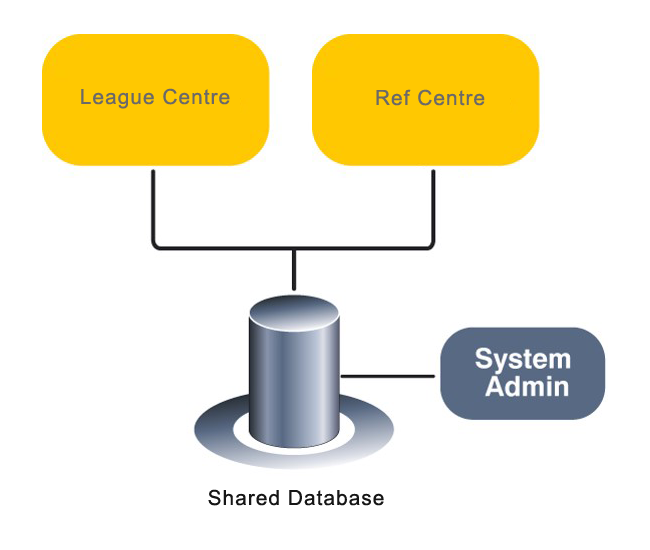 League Centre
Ref Centre
System
Admin
Shared Database